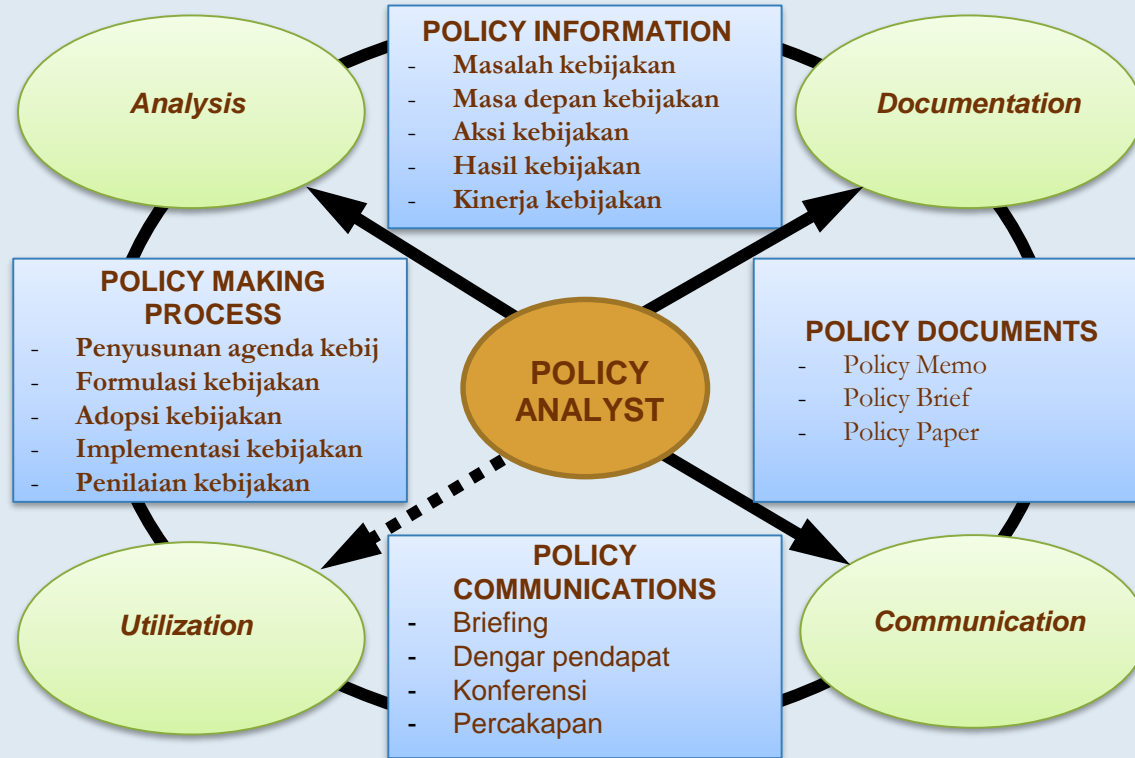 POLICY INFORMATION
- Masalah kebijakan
- Masa depan kebijakan
- Aksi kebijakan
- Hasil kebijakan
- Kinerja kebijakan
Analysis
Documentation
POLICY MAKING
PROCESS
- Penyusunan agenda kebij
- Formulasi kebijakan
- Adopsi kebijakan
- Implementasi kebijakan
- Penilaian kebijakan
POLICY
ANALYST
POLICY DOCUMENTS
- Policy Memo
- Policy Brief
- Policy Paper
Utilization
POLICY
COMMUNICATIONS
- Briefing
- Dengar pendapat
- Konferensi
- Percakapan
Communication